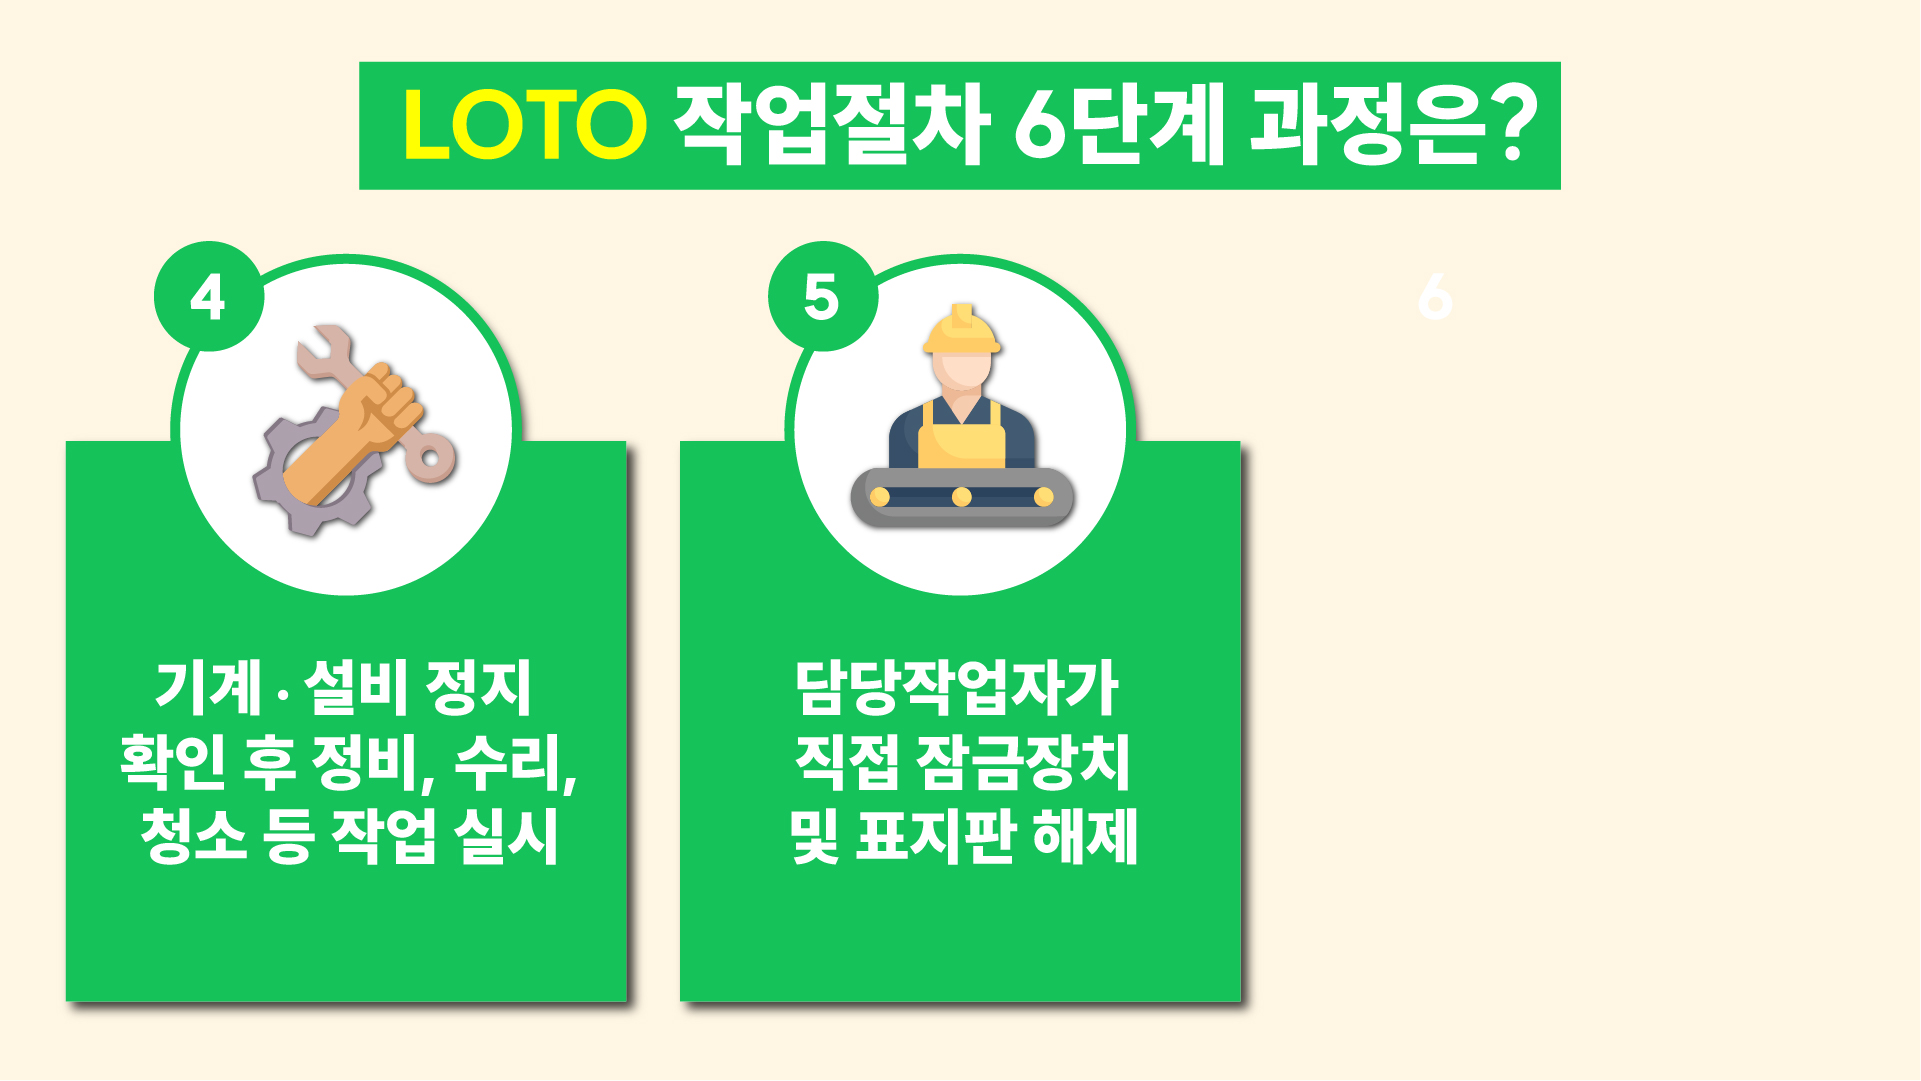 LOTO 작업절차 6단계 과정은?
4
기계 · 설비 정지
확인 후 정비, 수리,
청소 등 작업 실시
5
담당작업자가
직접 잠금장치
및 표지판 해제
6